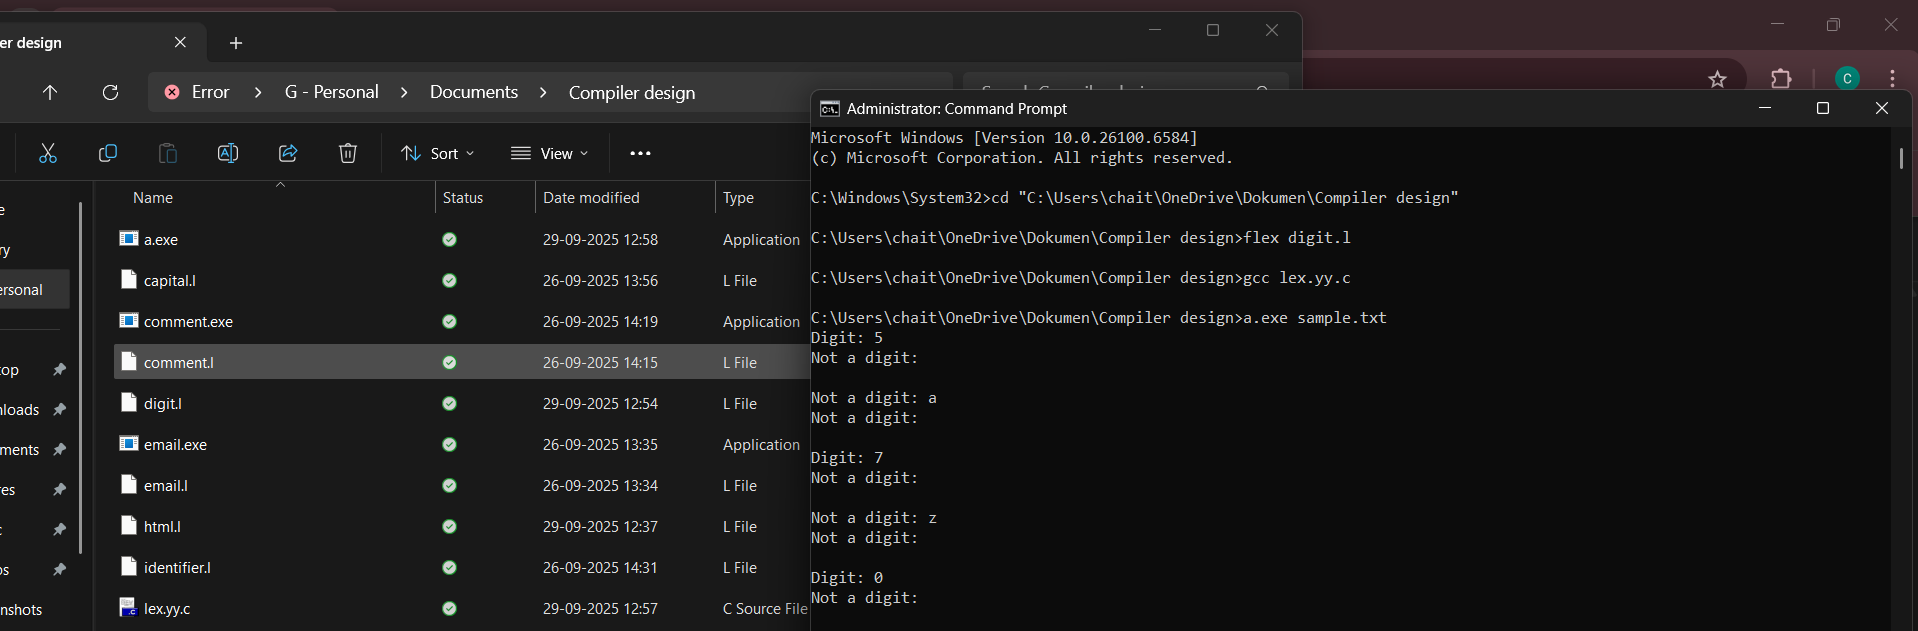 er design
Error > G - Personal > Documents > Compiler design
Sort
View
Name Status Date modified Type
a.exe 29-09-2025 12:58 Application
capital.l 26-09-2025 13:56 L File
comment.exe 26-09-2025 14:19 Application
comment.l 26-09-2025 14:15 L File
digit.l 29-09-2025 12:54 L File
email.exe 26-09-2025 13:35 Application
email.l 26-09-2025 13:34 L File
html.l 29-09-2025 12:37 L File
identifier.l 26-09-2025 14:31 L File
lex.yy.c 29-09-2025 12:57 C Source File
e
ry
ersonal
top
nloads
ments
res
c
os
nshots
C
Administrator: Command Prompt
Microsoft Windows [Version 10.0.26100.6584]
(c) Microsoft Corporation. All rights reserved.
C:\Windows\System32>cd "C:\Users\chait\OneDrive\Dokumen\Compiler design"
C:\Users\chait\OneDrive\Dokumen\Compiler design>flex digit.l
C:\Users\chait\OneDrive\Dokumen\Compiler design>gcc lex.yy.c
C:\Users\chait\OneDrive\Dokumen\Compiler design>a.exe sample.txt
Digit: 5
Not a digit:
Not a digit: a
Not a digit:
Digit: 7
Not a digit:
Not a digit: z
Not a digit:
Digit: 0
Not a digit: